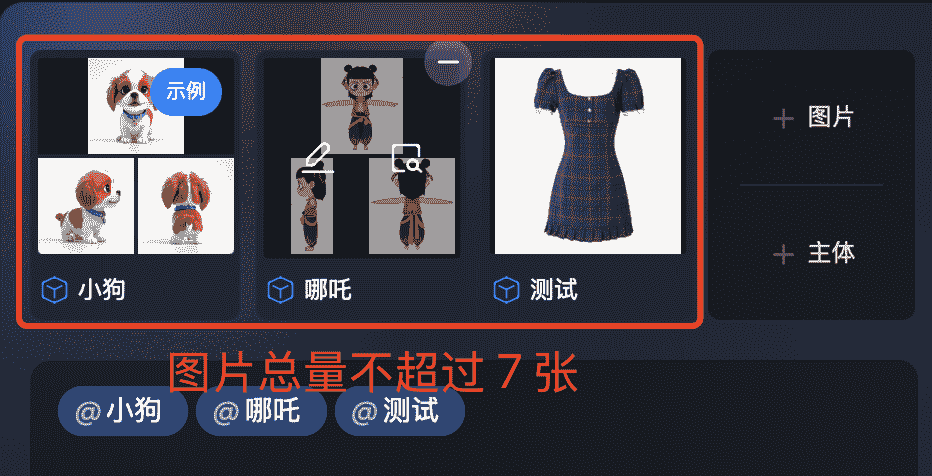 示例
小狗
哪吒
测试
+ 图片
+ 主体
图片总量不超过 7 张
@小狗 @哪吒 @测试